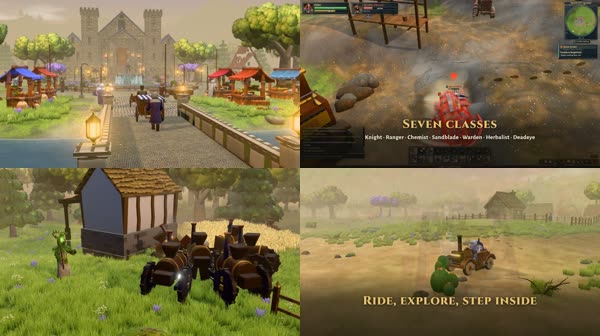 SEVEN CLASSES
Knight · Ranger · Chemist · Sandblade · Warden · Herbalist · Deadeye
RIDE, EXPLORE, STEP INSIDE